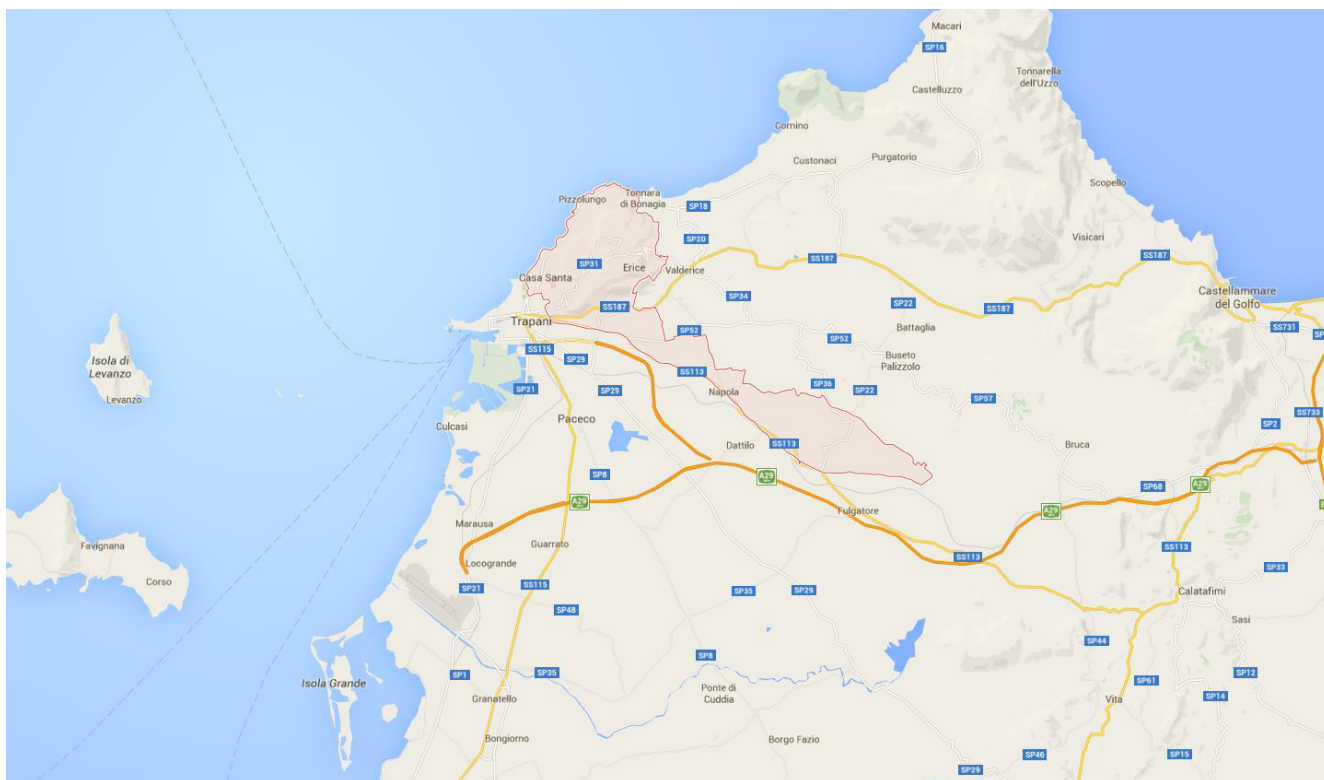 Macari
SP16
Tonnarella
dell'Uzzo
Castelluzzo
Cornino
Custonaci
Purgatorio
Scopello
Pizzolungo
Tonnara
di Bonagia
SP18
SP20
Visicari
SP31
Erice
Valderice
SS187
SS187
Casa Santa
SP34
SP22
SS187
SS187
Castellammare
del Golfo
Trapani
SP52
SP52
Battaglia
SS731
SS115
SP29
Isola di
Levanzo
Levanzo
SS113
Buseto
Palizzolo
SP21
SP29
Napola
SP36
SP22
SP57
SS733
Paceco
Culcasi
SP2
Dattilo
SS113
Bruca
SP8
A29
A29
SP68
A29
Fulgatore
Marausa
Favignana
Guarrato
SS113
SS113
Locogrande
Corso
SP21
SS115
SP48
SP35
SP29
SP33
Calatafimi
Sasi
SP44
SP8
SP1
SP35
SP12
Isola Grande
SP61
Ponte di
Cuddia
Granatello
Vita
SP14
Bongiorno
Borgo Fazio
SP46
SP15
SP29